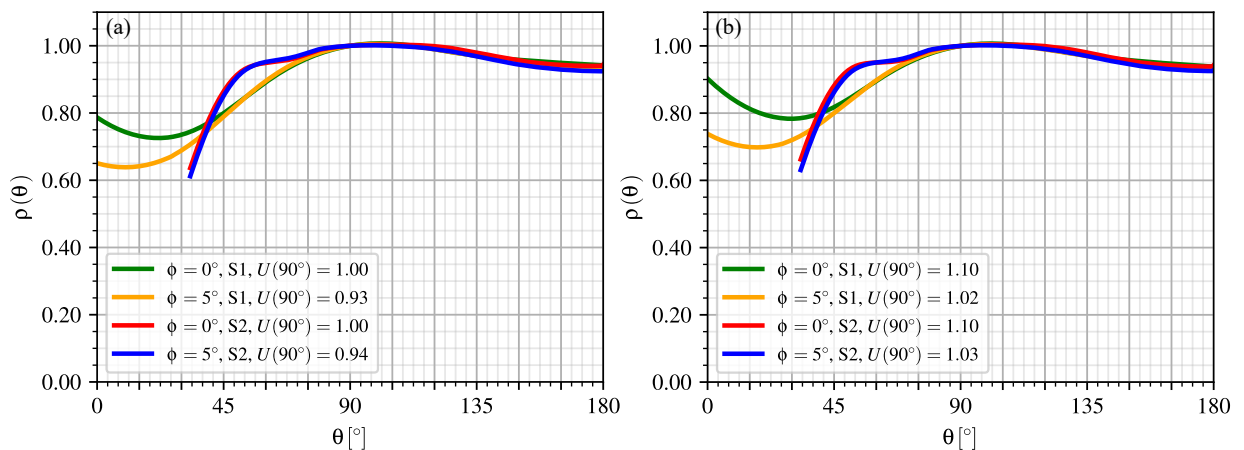 (a)
1.00
0.80
0.60
0.40
0.20
0.00
ρ(θ)
ϕ = 0°, S1, U(90°) = 1.00
ϕ = 5°, S1, U(90°) = 0.93
ϕ = 0°, S2, U(90°) = 1.00
ϕ = 5°, S2, U(90°) = 0.94
0 45 90 135 180
θ [°]
(b)
1.00
0.80
0.60
0.40
0.20
0.00
ρ(θ)
ϕ = 0°, S1, U(90°) = 1.10
ϕ = 5°, S1, U(90°) = 1.02
ϕ = 0°, S2, U(90°) = 1.10
ϕ = 5°, S2, U(90°) = 1.03
0 45 90 135 180
θ [°]